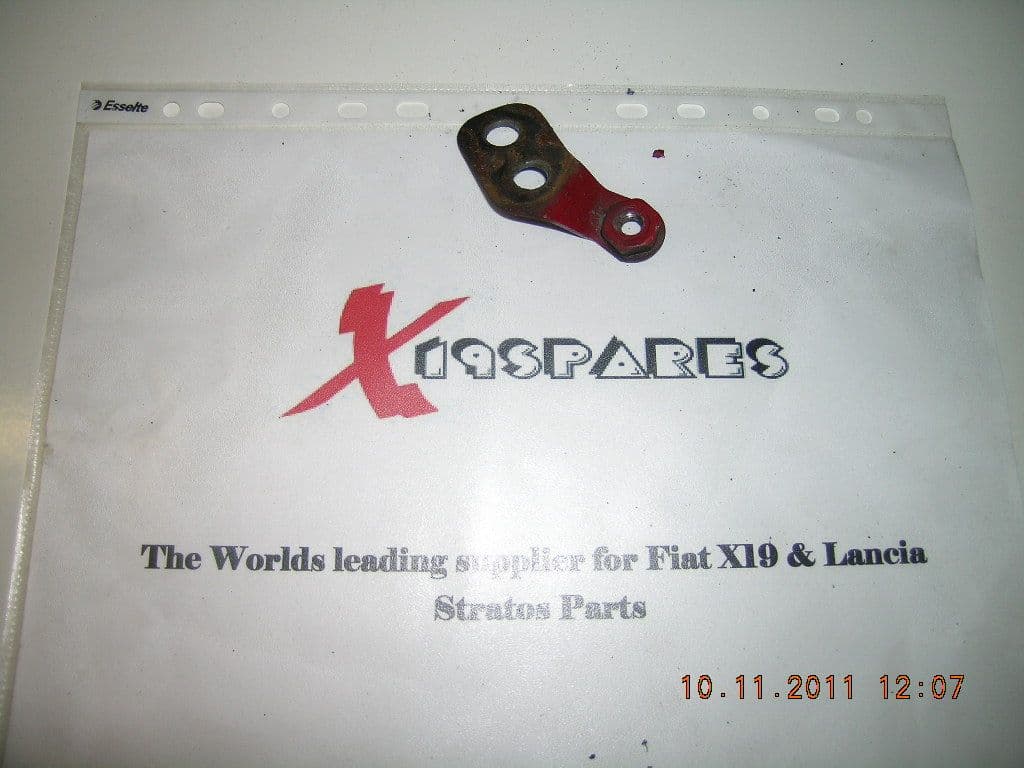 Esselte
X19SPARES
The Worlds leading supplier for Fiat X19 & Lancia
Stratos Parts
10.11.2011 12:07